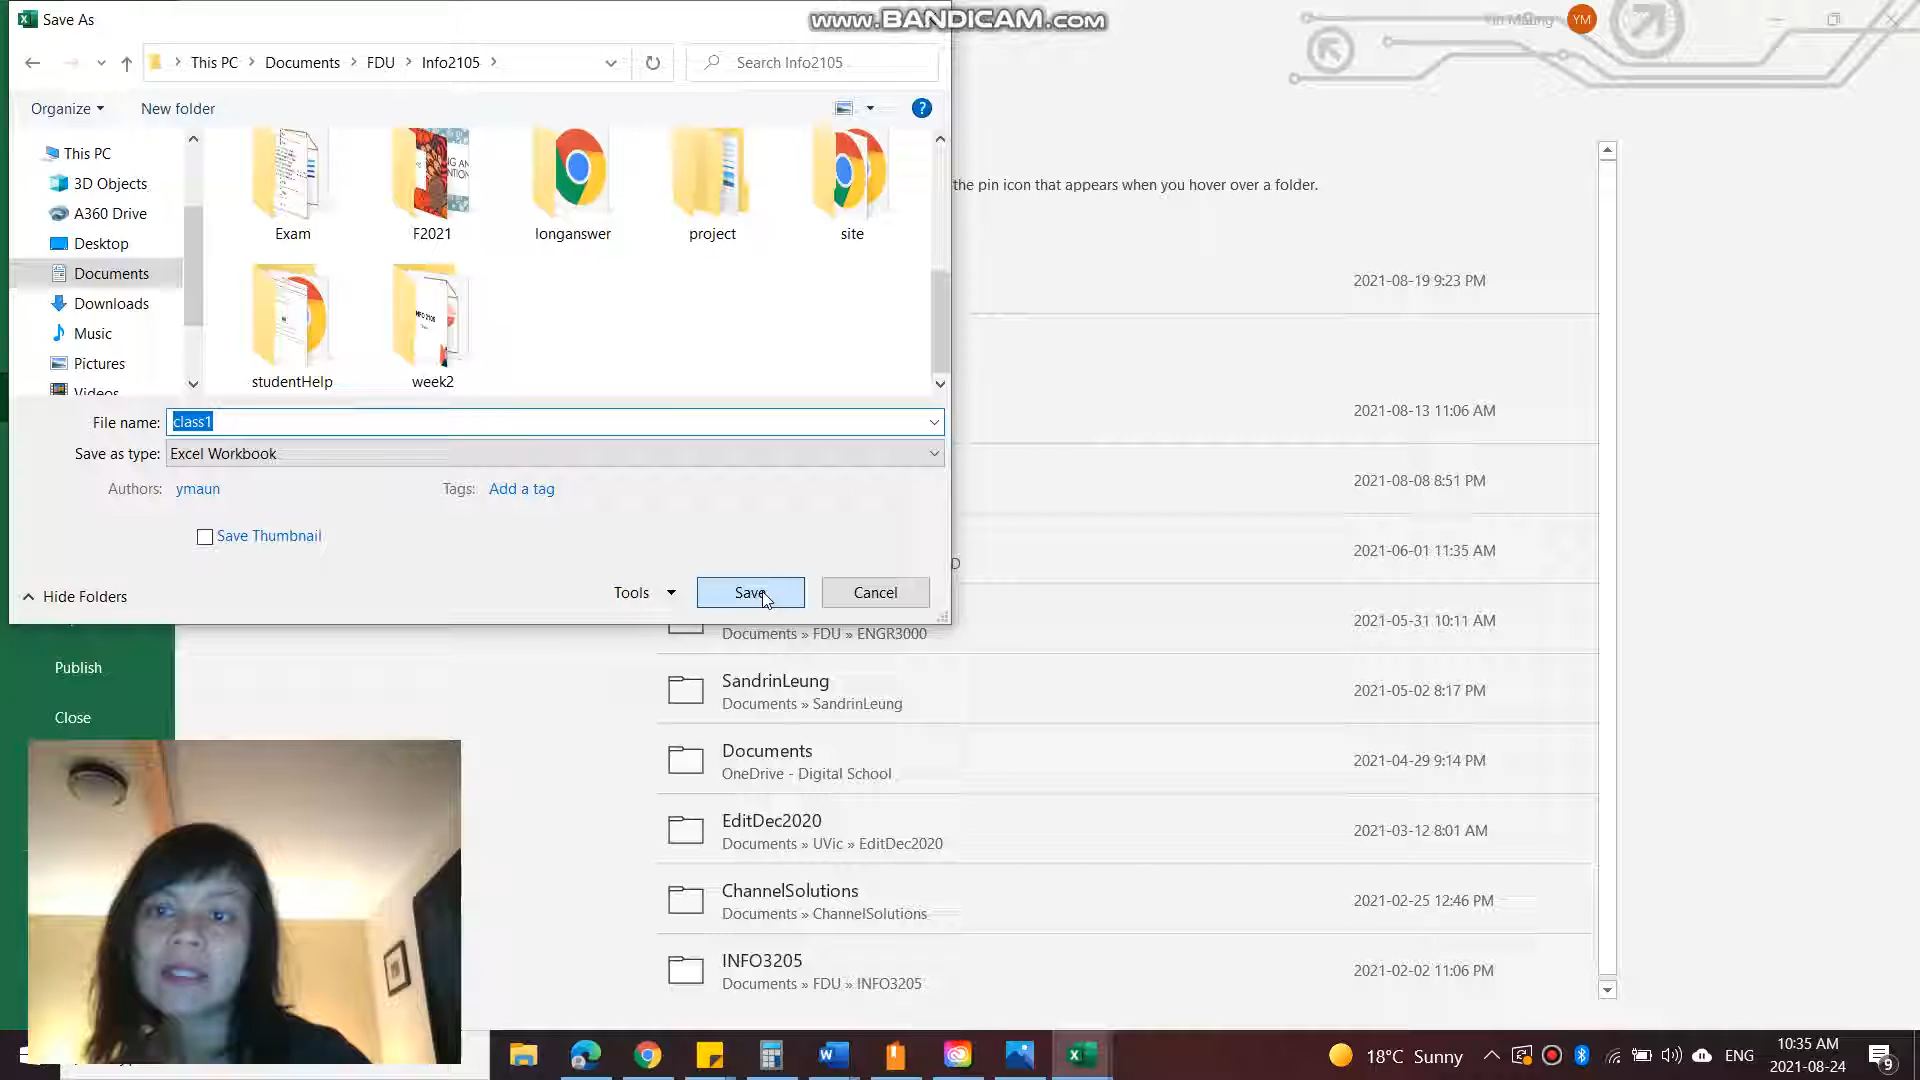 Save As
www.BANDICAM.com
Yin Maung YM
This PC > Documents > FDU > Info2105 >
Search Info2105
Organize
New folder
This PC
3D Objects
A360 Drive
Desktop
Documents
Downloads
Music
Pictures
Videos
Exam
F2021
longanswer
project
site
studentHelp
INFO 2105
week2
File name: class1
Save as type: Excel Workbook
Authors: ymaun
Tags: Add a tag
Save Thumbnail
Hide Folders
Tools
Save
Cancel
the pin icon that appears when you hover over a folder.
2021-08-19 9:23 PM
2021-08-13 11:06 AM
2021-08-08 8:51 PM
2021-06-01 11:35 AM
Documents » FDU » ENGR3000
2021-05-31 10:11 AM
SandrinLeung
Documents » SandrinLeung
2021-05-02 8:17 PM
Documents
OneDrive - Digital School
2021-04-29 9:14 PM
EditDec2020
Documents » UVic » EditDec2020
2021-03-12 8:01 AM
ChannelSolutions
Documents » ChannelSolutions
2021-02-25 12:46 PM
INFO3205
Documents » FDU » INFO3205
2021-02-02 11:06 PM
Publish
Close
18°C Sunny
ENG
10:35 AM
2021-08-24
9